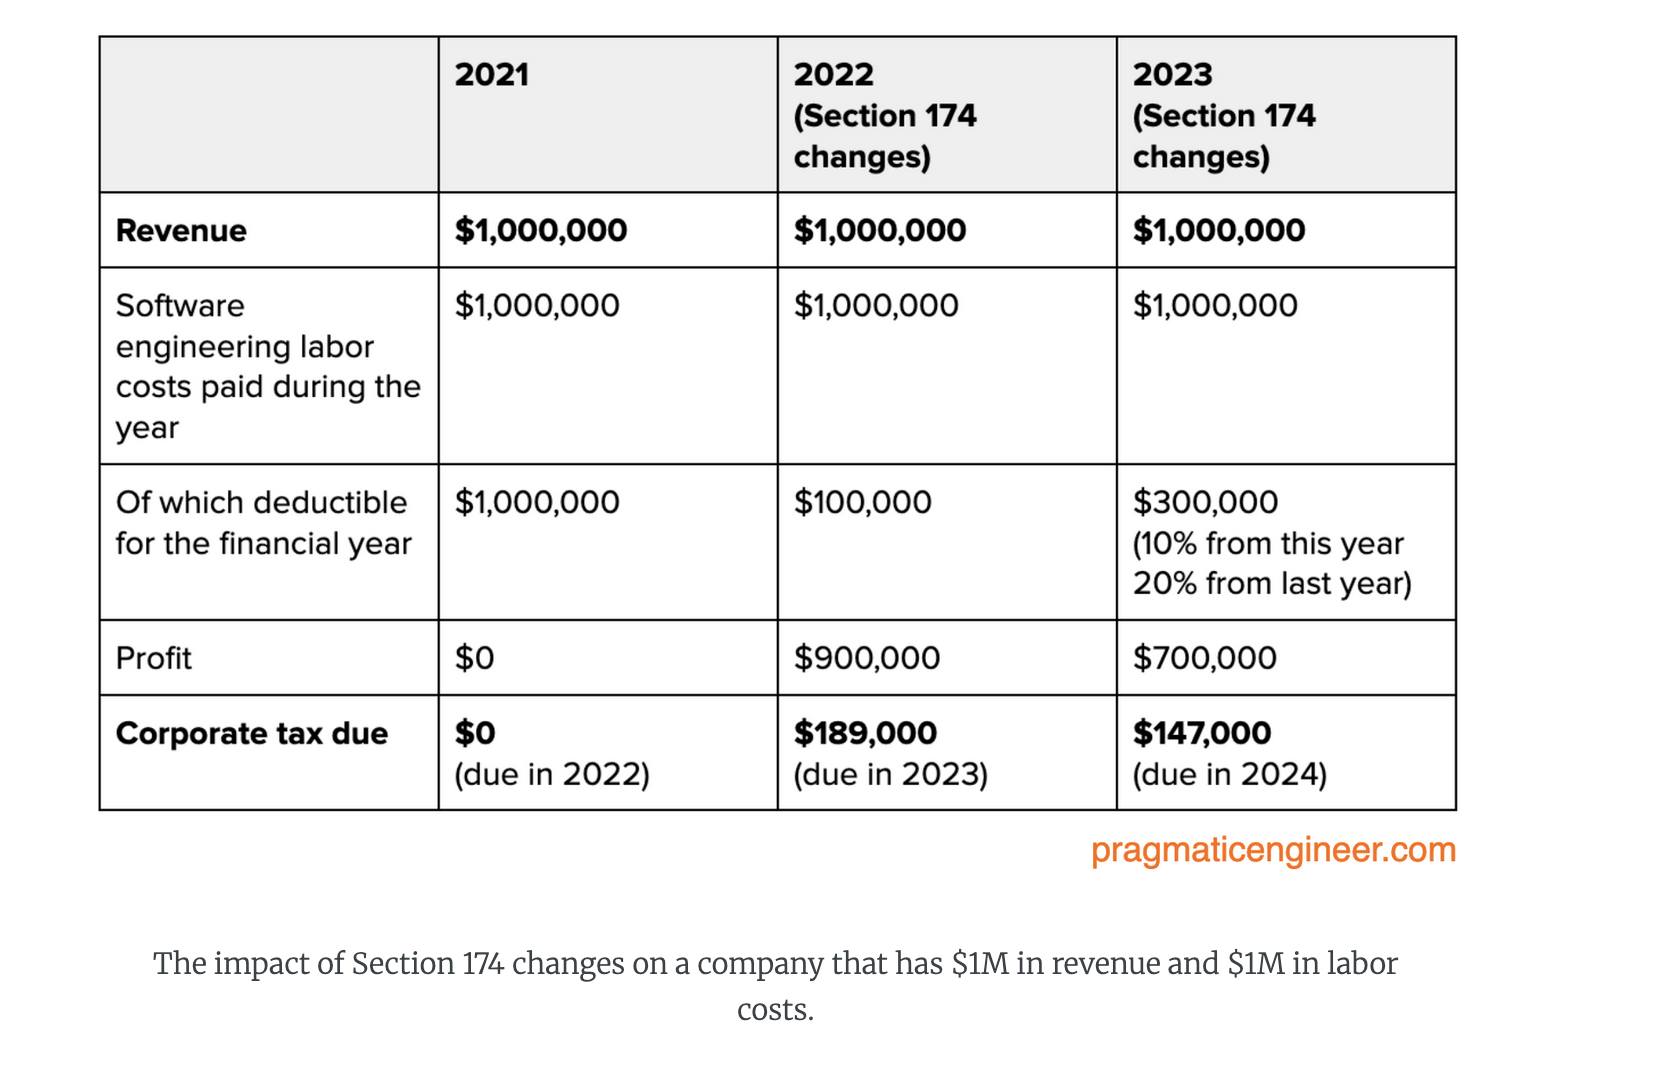 2021
2022
(Section 174
changes)
2023
(Section 174
changes)
Revenue
$1,000,000
$1,000,000
$1,000,000
Software
engineering labor
costs paid during the
year
$1,000,000
$1,000,000
$1,000,000
Of which deductible
for the financial year
$1,000,000
$100,000
$300,000
(10% from this year
20% from last year)
Profit
$0
$900,000
$700,000
Corporate tax due
$0
(due in 2022)
$189,000
(due in 2023)
$147,000
(due in 2024)
pragmaticengineer.com
The impact of Section 174 changes on a company that has $1M in revenue and $1M in labor
costs.